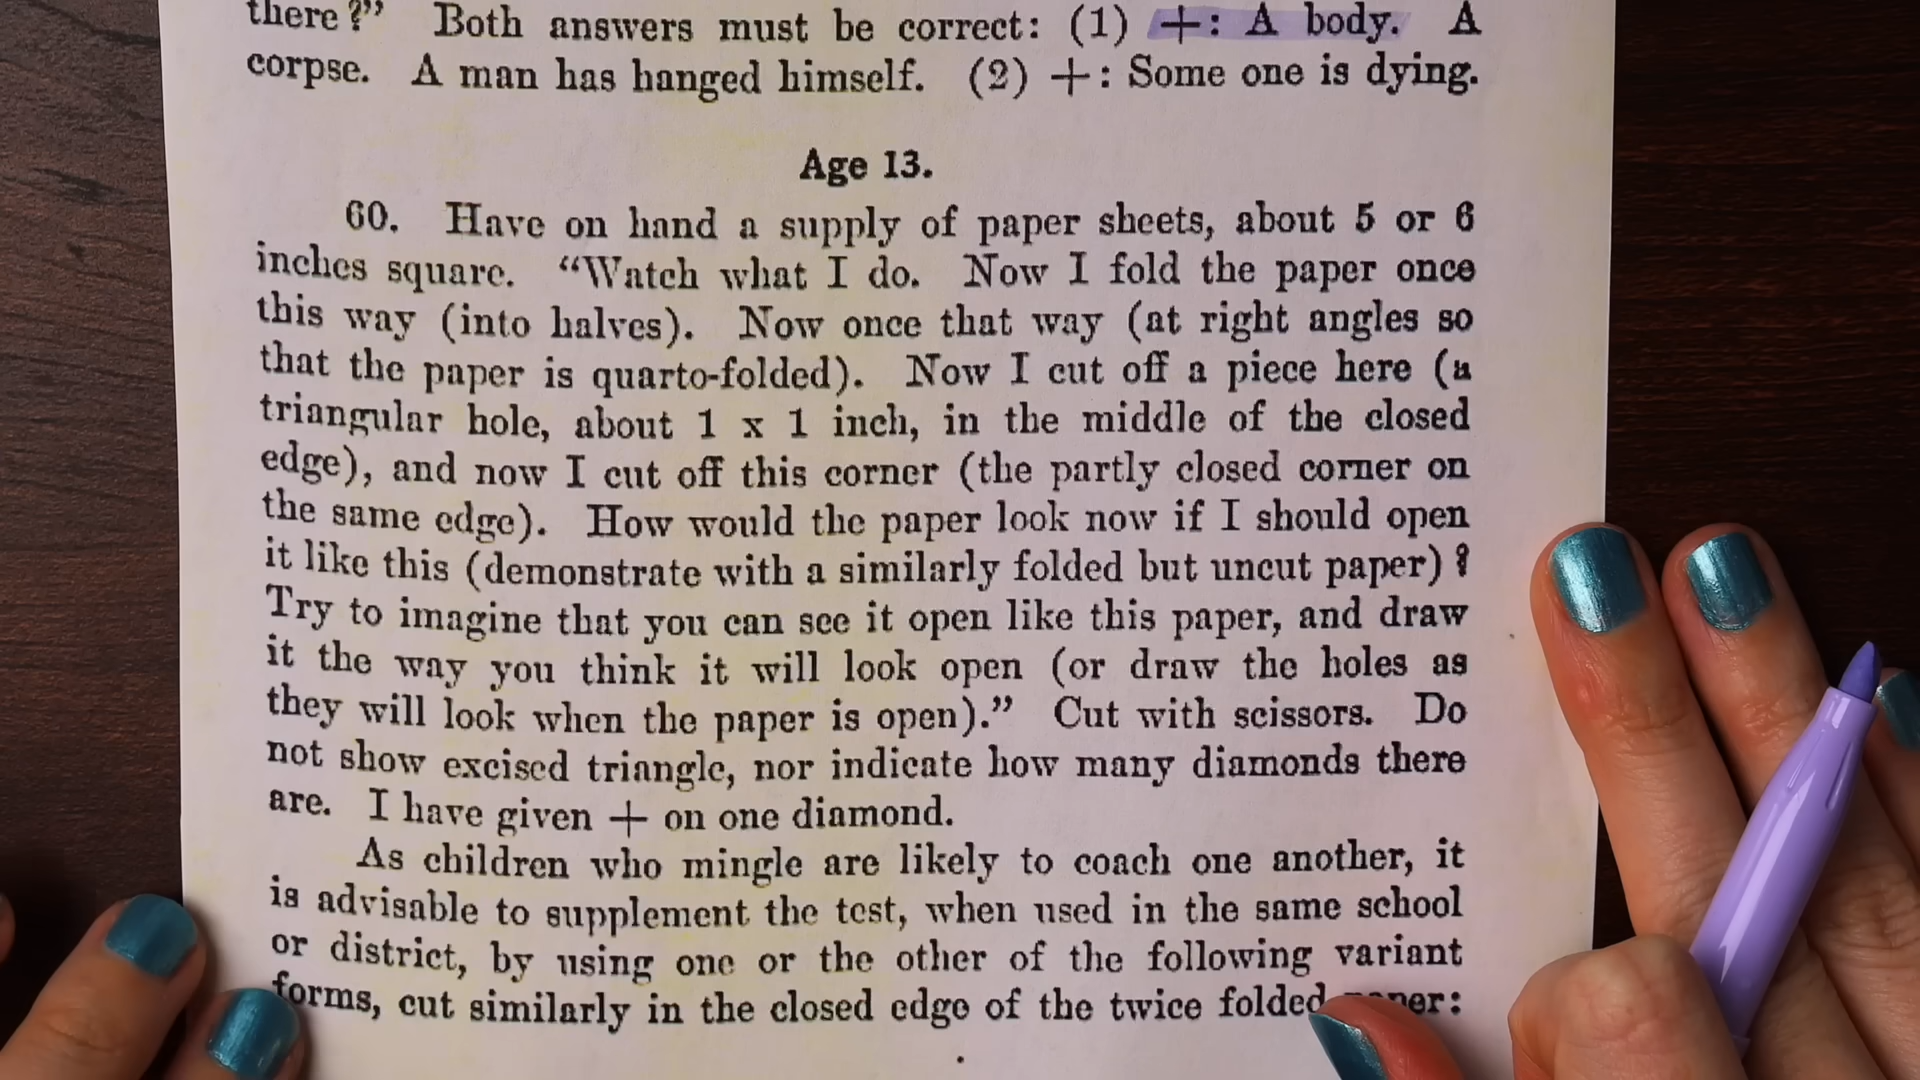 there?" Both answers must be correct: (1) +: A body. A
corpse. A man has hanged himself. (2) +: Some one is dying.
Age 13.
60. Have on hand a supply of paper sheets, about 5 or 6
inches square. "Watch what I do. Now I fold the paper once
this way (into halves). Now once that way (at right angles so
that the paper is quarto-folded). Now I cut off a piece here (a
triangular hole, about 1 x 1 inch, in the middle of the closed
edge), and now I cut off this corner (the partly closed corner on
the same edge). How would the paper look now if I should open
it like this (demonstrate with a similarly folded but uncut paper)?
Try to imagine that you can see it open like this paper, and draw
it the way you think it will look open (or draw the holes as
they will look when the paper is open)." Cut with scissors. Do
not show excised triangle, nor indicate how many diamonds there
are. I have given + on one diamond.
As children who mingle are likely to coach one another, it
is advisable to supplement the test, when used in the same school
or district, by using one or the other of the following variant
forms, cut similarly in the closed edge of the twice folded